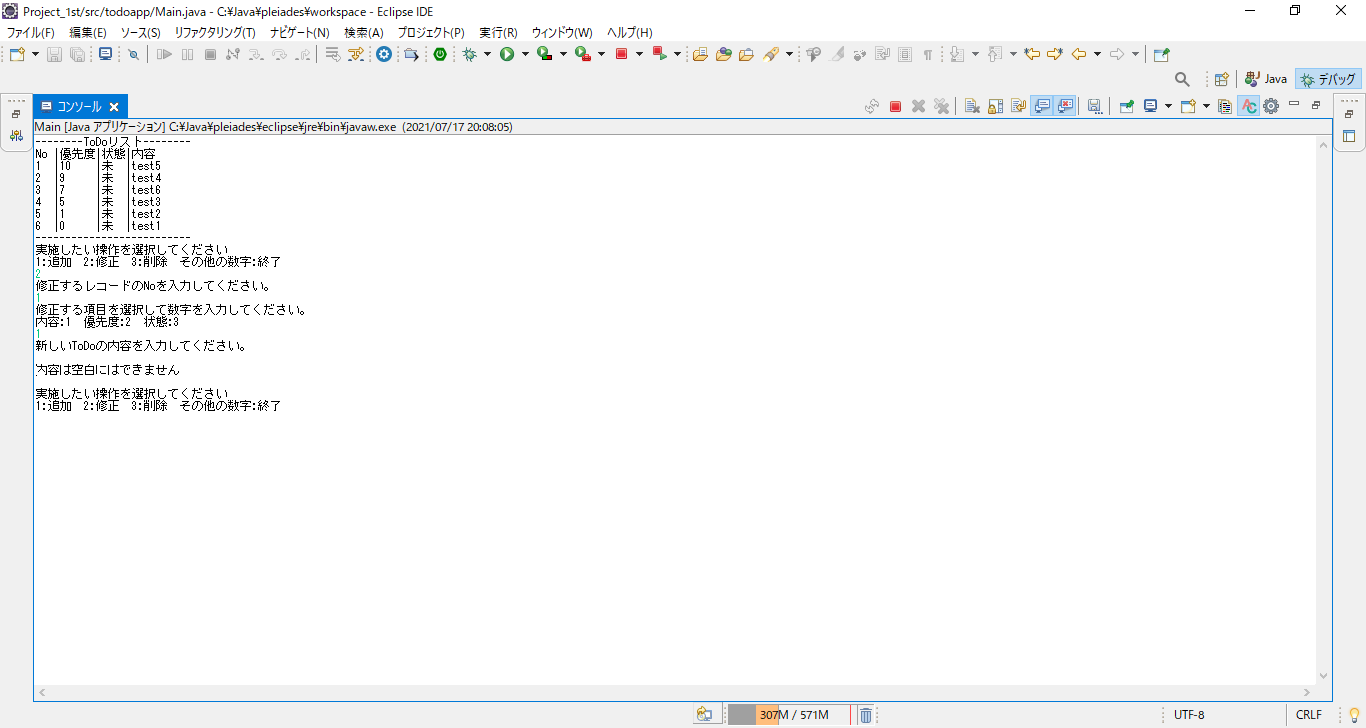 Project_1st/src/todoapp/Main.java - C:¥Java¥pleiades¥workspace - Eclipse IDE
ファイル(F) 編集(E) ソース(S) リファクタリング(T) ナビゲート(N) 検索(A) プロジェクト(P) 実行(R) ウィンドウ(W) ヘルプ(H)
Java デバッグ
コンソール
Main [Java アプリケーション] C:¥Java¥pleiades¥eclipse¥jre¥bin¥javaw.exe (2021/07/17 20:08:05)
--------ToDoリスト--------
No |優先度|状態|内容
1 |10 |未 |test5
2 |9 |未 |test4
3 |7 |未 |test6
4 |5 |未 |test3
5 |1 |未 |test2
6 |0 |未 |test1
--------------------------
実施したい操作を選択してください
1:追加 2:修正 3:削除 その他の数字:終了
2
修正するレコードのNoを入力してください。
1
修正する項目を選択して数字を入力してください。
内容:1 優先度:2 状態:3
1
新しいToDoの内容を入力してください。
内容は空白にはできません
実施したい操作を選択してください
1:追加 2:修正 3:削除 その他の数字:終了
307M / 571M
UTF-8
CRLF